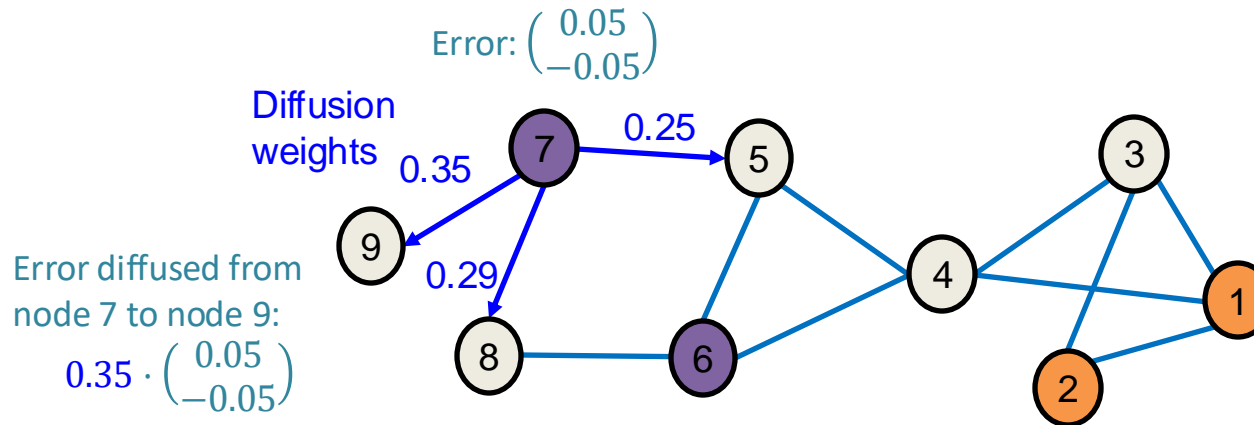 Error: (0.05
−0.05)
Diffusion
weights
0.35
0.25
0.29
7
5
3
9
4
1
8
6
2
Error diffused from
node 7 to node 9:
0.35 · (0.05
−0.05)